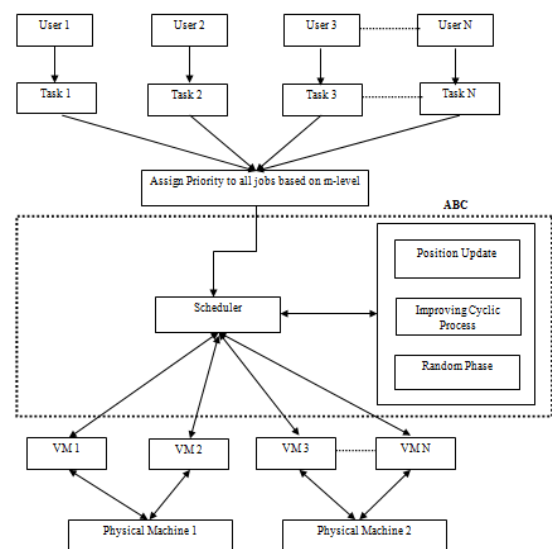 User 1
User 2
User 3
User N
Task 1
Task 2
Task 3
Task N
Assign Priority to all jobs based on m-level
ABC
Position Update
Scheduler
Improving Cyclic
Process
Random Phase
VM 1
VM 2
VM 3
VM N
Physical Machine 1
Physical Machine 2